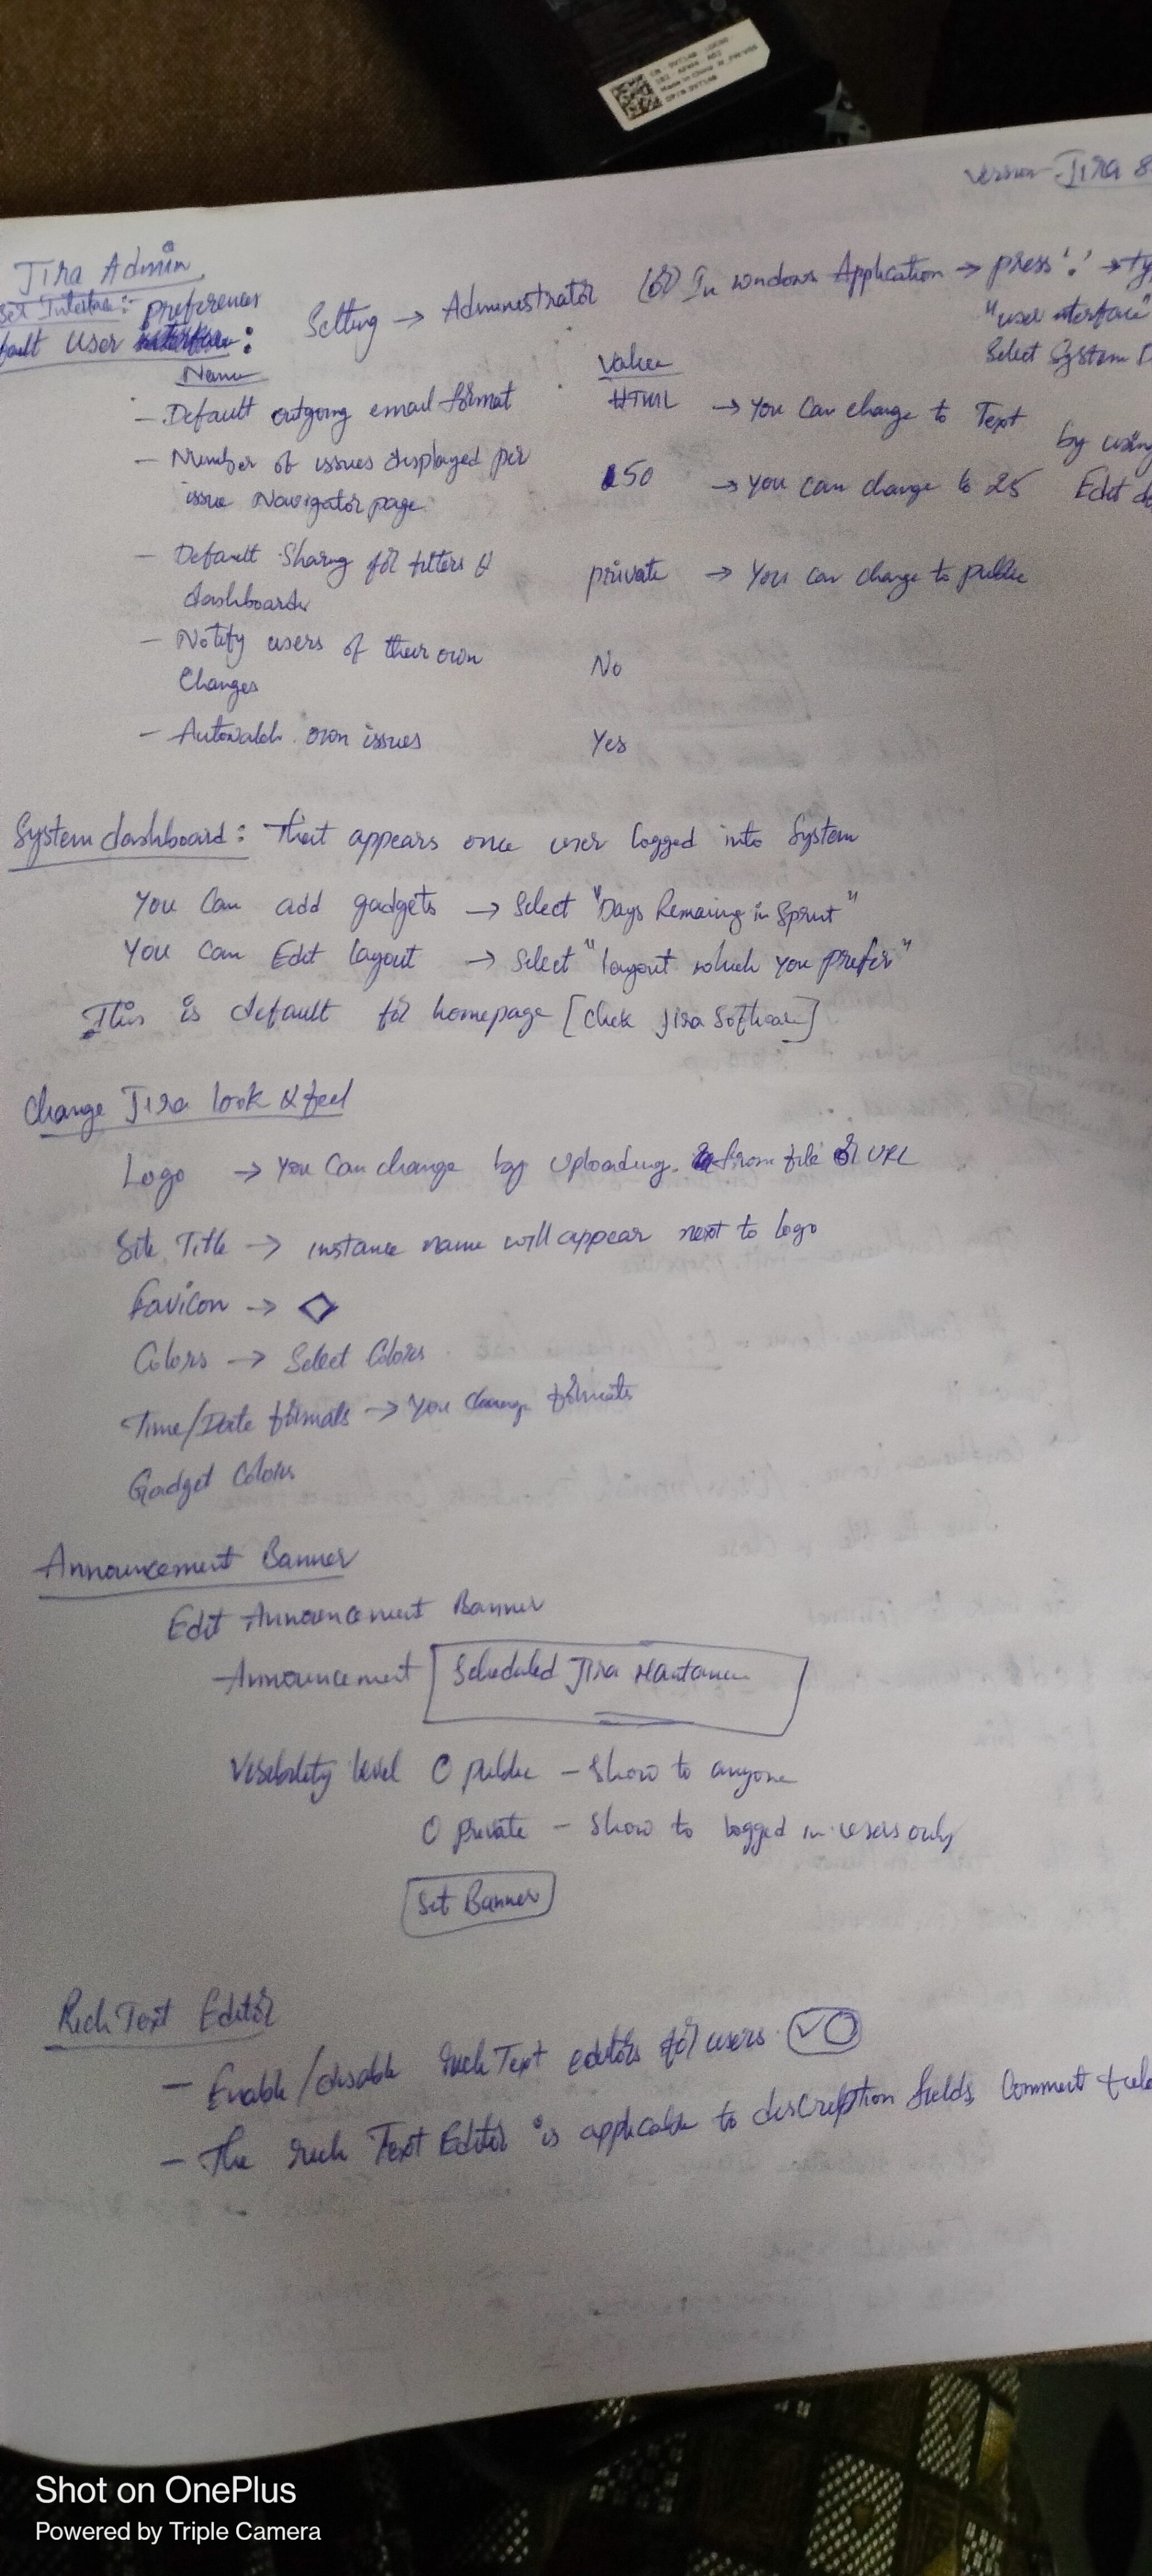 Version-Jira 8
Jira Admin
set Interface:- preferences
fault User interface : Setting → Administrator (or) In windows Application → press '.' → ty
"user interface"
Select System D
Name Value
- Default outgoing email format HTML → You can change to Text
by using
- Number of issues displayed per
issue Navigator page 50 → You can change to 25 Edit de
- Default Sharing for filters &
dashboards private → You can change to public
- Notify users of their own
Changes No
- Autowatch own issues Yes
System dashboard : That appears once user logged into System
You can add gadgets → Select "Days Remaining in Sprint"
You can Edit layout → Select "layout which you prefer"
This is default for homepage [click Jira Software]
Change Jira look & feel
Logo → You can change by uploading from file or URL
Site Title → instance name will appear next to logo
Favicon →
Colors → Select Colors
Time/Date formats → You change formats
Gadget Colors
Announcement Banner
Edit Announcement Banner
Announcement Scheduled Jira
Visibility level O public - Show to anyone
O private - Show to logged in users only
Set Banner
Rich Text Editor
- Enable/disable rich Text editors for users
- The rich Text Editor is applicable to description fields, Comment
Shot on OnePlus
Powered by Triple Camera